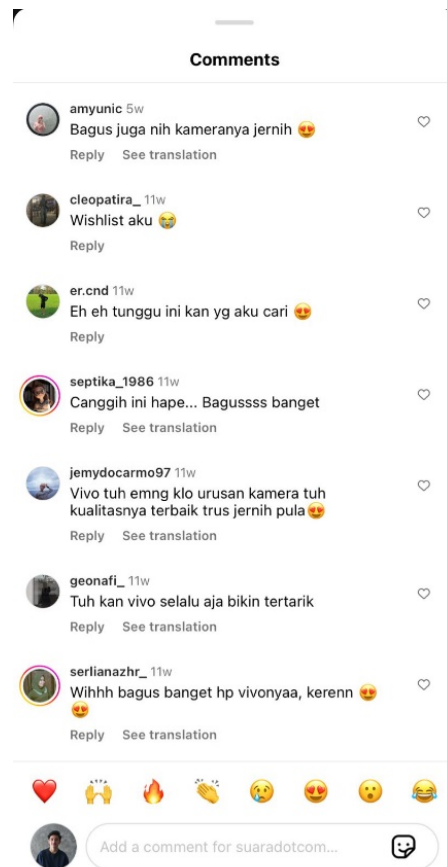 Comments
amyunic 5w
Bagus juga nih kameranya jernih 😍
Reply See translation
cleopatira_ 11w
Wishlist aku 😭
Reply
er.cnd 11w
Eh eh tunggu ini kan yg aku cari 😍
Reply
septika_1986 11w
Canggih ini hape... Bagussss banget
Reply See translation
jemydocarmo97 11w
Vivo tuh emng klo urusan kamera tuh
kualitasnya terbaik trus jernih pula😍
Reply See translation
geonafi_ 11w
Tuh kan vivo selalu aja bikin tertarik
Reply See translation
serlianazhr_ 11w
Wihhh bagus banget hp vivonyaa, kerenn 😍
😍
Reply See translation
❤️ 🙌 🔥 👏 😢 😍 😮 😂
Add a comment for suaradotcom...